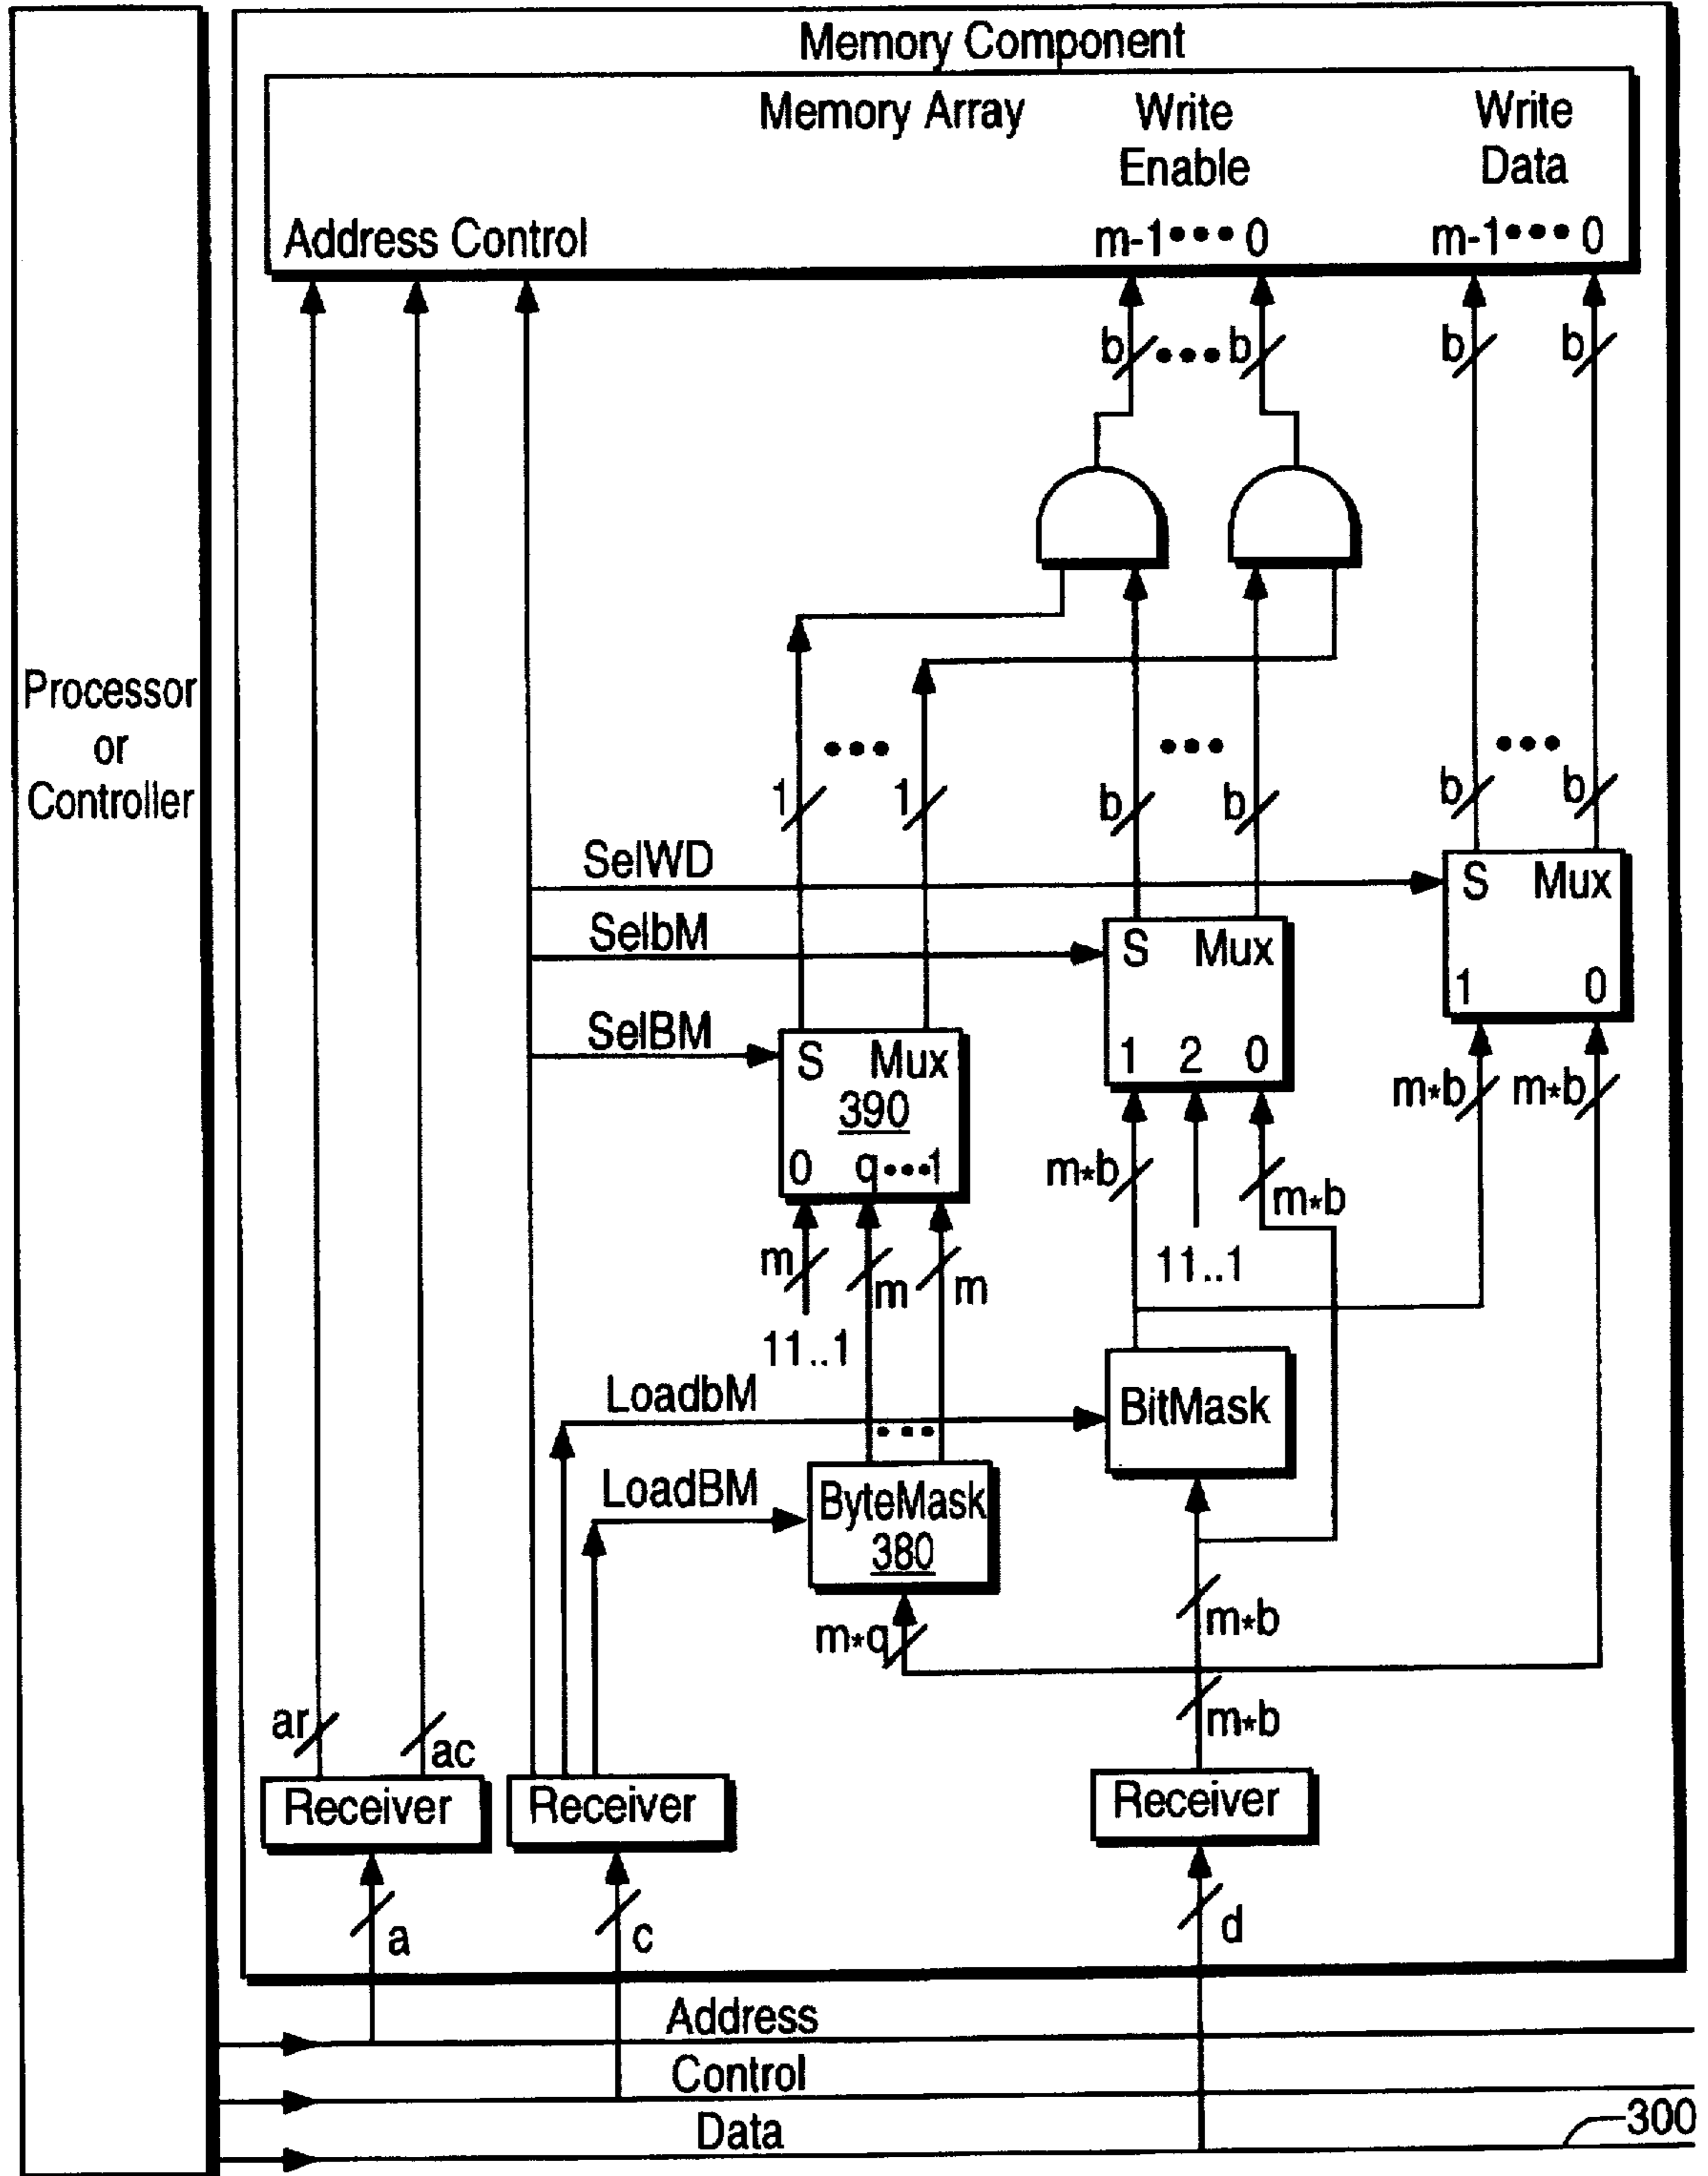 Memory Component
Memory Array
Write
Enable
Write
Data
Address Control
m-1•••0
m-1•••0
b
•••
b
b
b
Processor
or
Controller
•••
•••
•••
1
1
b
b
b
b
SelWD
S Mux
1 0
SelbM
S Mux
1 2 0
SelBM
S Mux
390
0 q•••1
m*b
m*b
m*b
m*b
m
m
m
11..1
11..1
LoadbM
•••
BitMask
LoadBM
ByteMask
380
m*q
m*b
m*b
ar
ac
Receiver
Receiver
Receiver
a
c
d
Address
Control
Data
300